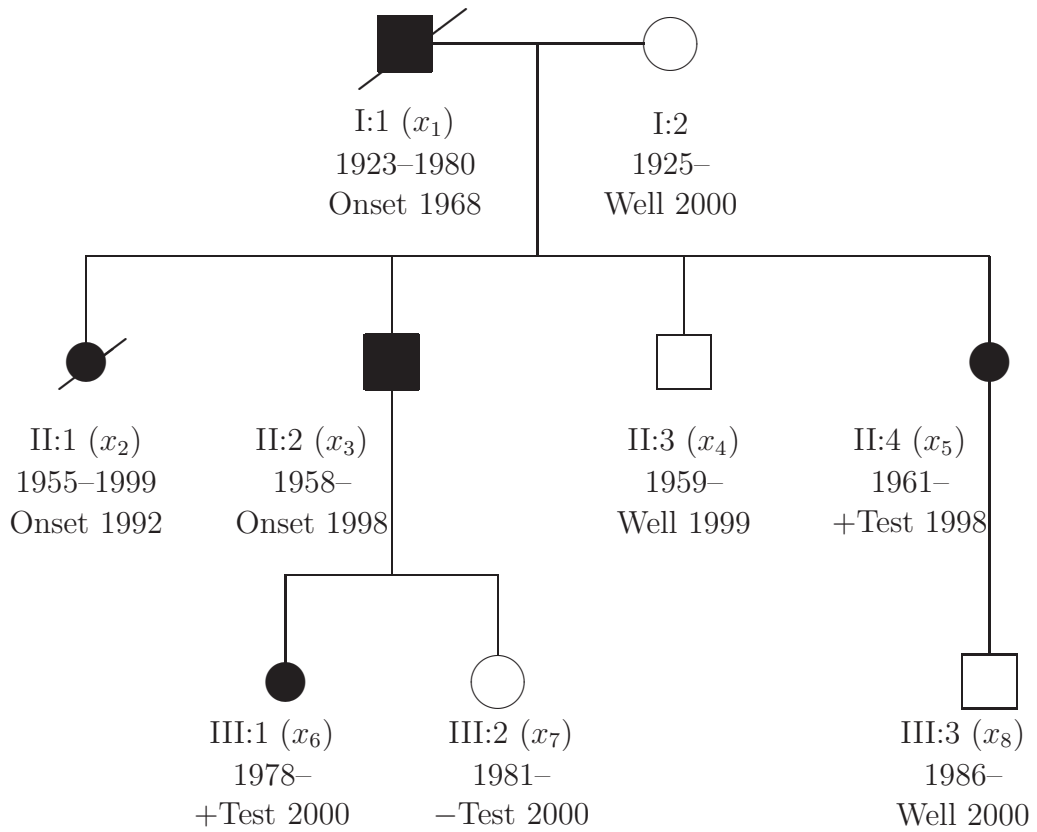 I:1 (x₁)
1923–1980
Onset 1968
I:2
1925–
Well 2000
II:1 (x₂)
1955–1999
Onset 1992
II:2 (x₃)
1958–
Onset 1998
II:3 (x₄)
1959–
Well 1999
II:4 (x₅)
1961–
+Test 1998
III:1 (x₆)
1978–
+Test 2000
III:2 (x₇)
1981–
−Test 2000
III:3 (x₈)
1986–
Well 2000